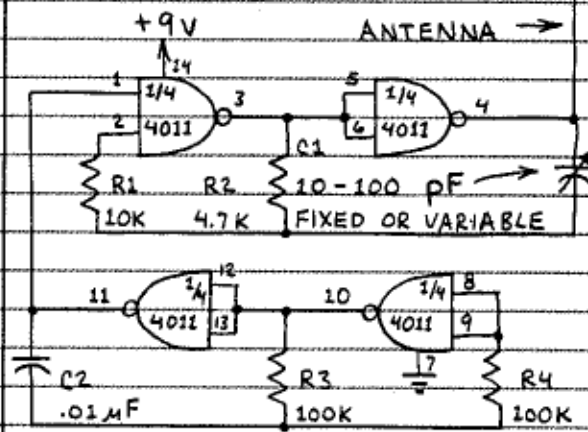 +9V
ANTENNA
14
1
1/4
4011
2
3
5
1/4
4011
6
4
R1
10K
R2
4.7K
C1
10-100 pF
FIXED OR VARIABLE
11
1/4
4011
12
13
10
1/4
4011
8
9
7
C2
.01µF
R3
100K
R4
100K